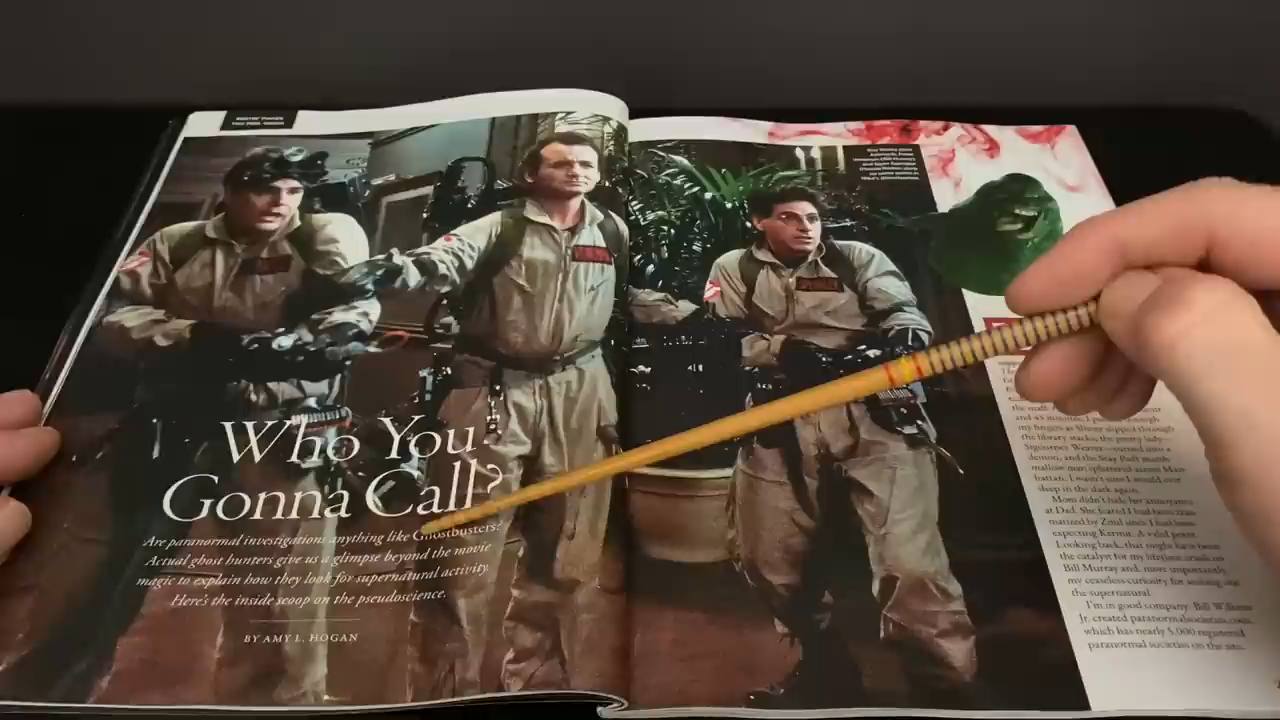 Who You
Gonna Call?
Are paranormal investigations anything like Ghostbusters?
Actual ghost hunters give us a glimpse beyond the movie
magic to explain how they look for supernatural activity.
Here's the inside scoop on the pseudoscience.
BY AMY L. HOGAN
and 45 minutes, I
my fingers as Slimer slipped through
the library stacks, the pretty lady—
Sigourney Weaver—turned into a
demon, and the Stay Puft marsh-
mallow man splattered across Man-
hattan. I wasn't sure I would ever
sleep in the dark again.
Mom didn't hide her annoyance
at Dad. She feared I had been trau-
matized by Zuul since I had been
expecting Kermit. A valid point.
Looking back, that might have been
the catalyst for my lifetime crush on
Bill Murray and, more importantly,
my ceaseless curiosity for seeking out
the supernatural.
I'm in good company: Bill Wilkens
Jr. created paranormalsocieties.com,
which has nearly 5,000 registered
paranormal societies on the site.